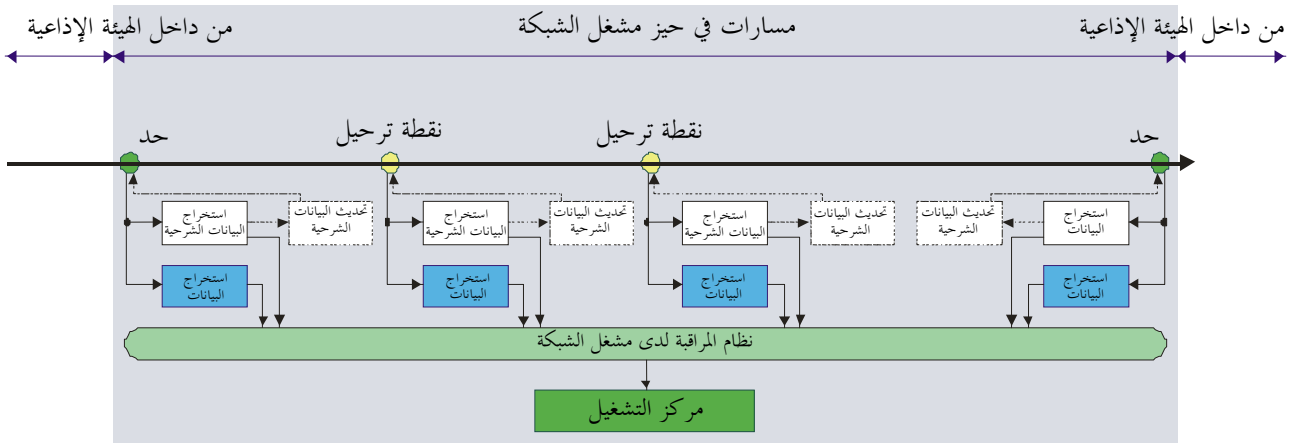 من داخل الهيئة الإذاعية
مسارات في حيز مشغل الشبكة
من داخل الهيئة الإذاعية
حد
نقطة ترحيل
نقطة ترحيل
حد
تحديث البيانات
الشرحية
استخراج
البيانات
تحديث البيانات
الشرحية
استخراج
البيانات الشرحية
تحديث البيانات
الشرحية
استخراج
البيانات الشرحية
تحديث البيانات
الشرحية
استخراج
البيانات الشرحية
استخراج
البيانات
استخراج
البيانات
استخراج
البيانات
استخراج
البيانات
نظام المراقبة لدى مشغل الشبكة
مركز التشغيل